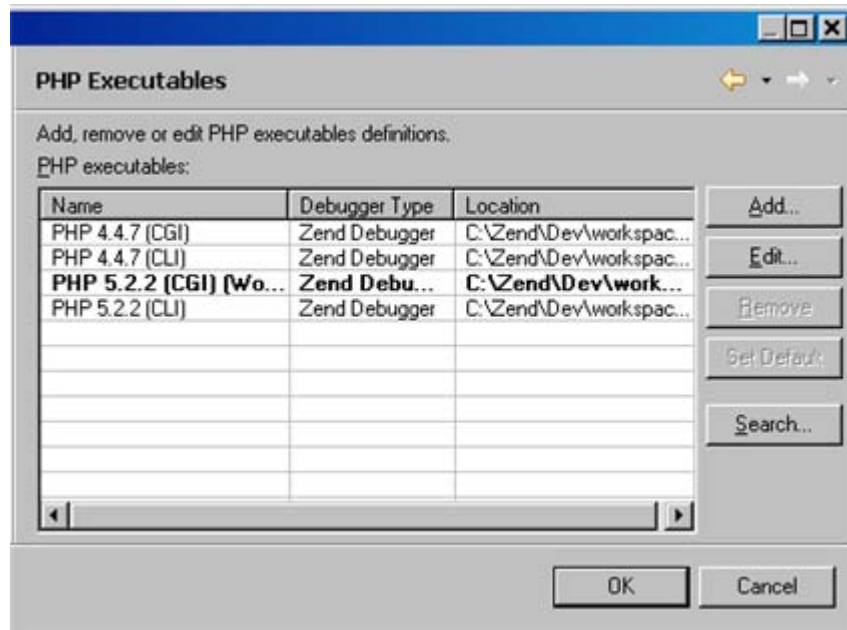 PHP Executables
Add, remove or edit PHP executables definitions.
PHP executables:
Name Debugger Type Location
PHP 4.4.7 (CGI) Zend Debugger C:\Zend\Dev\workspac...
PHP 4.4.7 (CLI) Zend Debugger C:\Zend\Dev\workspac...
PHP 5.2.2 (CGI) (Wo... Zend Debu... C:\Zend\Dev\work...
PHP 5.2.2 (CLI) Zend Debugger C:\Zend\Dev\workspac...
Add...
Edit...
Remove
Set Default
Search...
OK Cancel